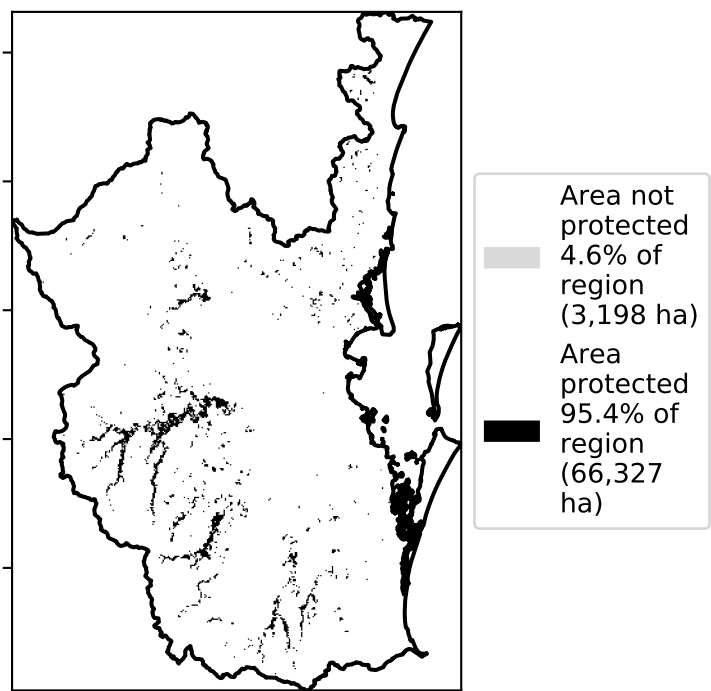 Area not
protected
4.6% of
region
(3,198 ha)
Area
protected
95.4% of
region
(66,327
ha)